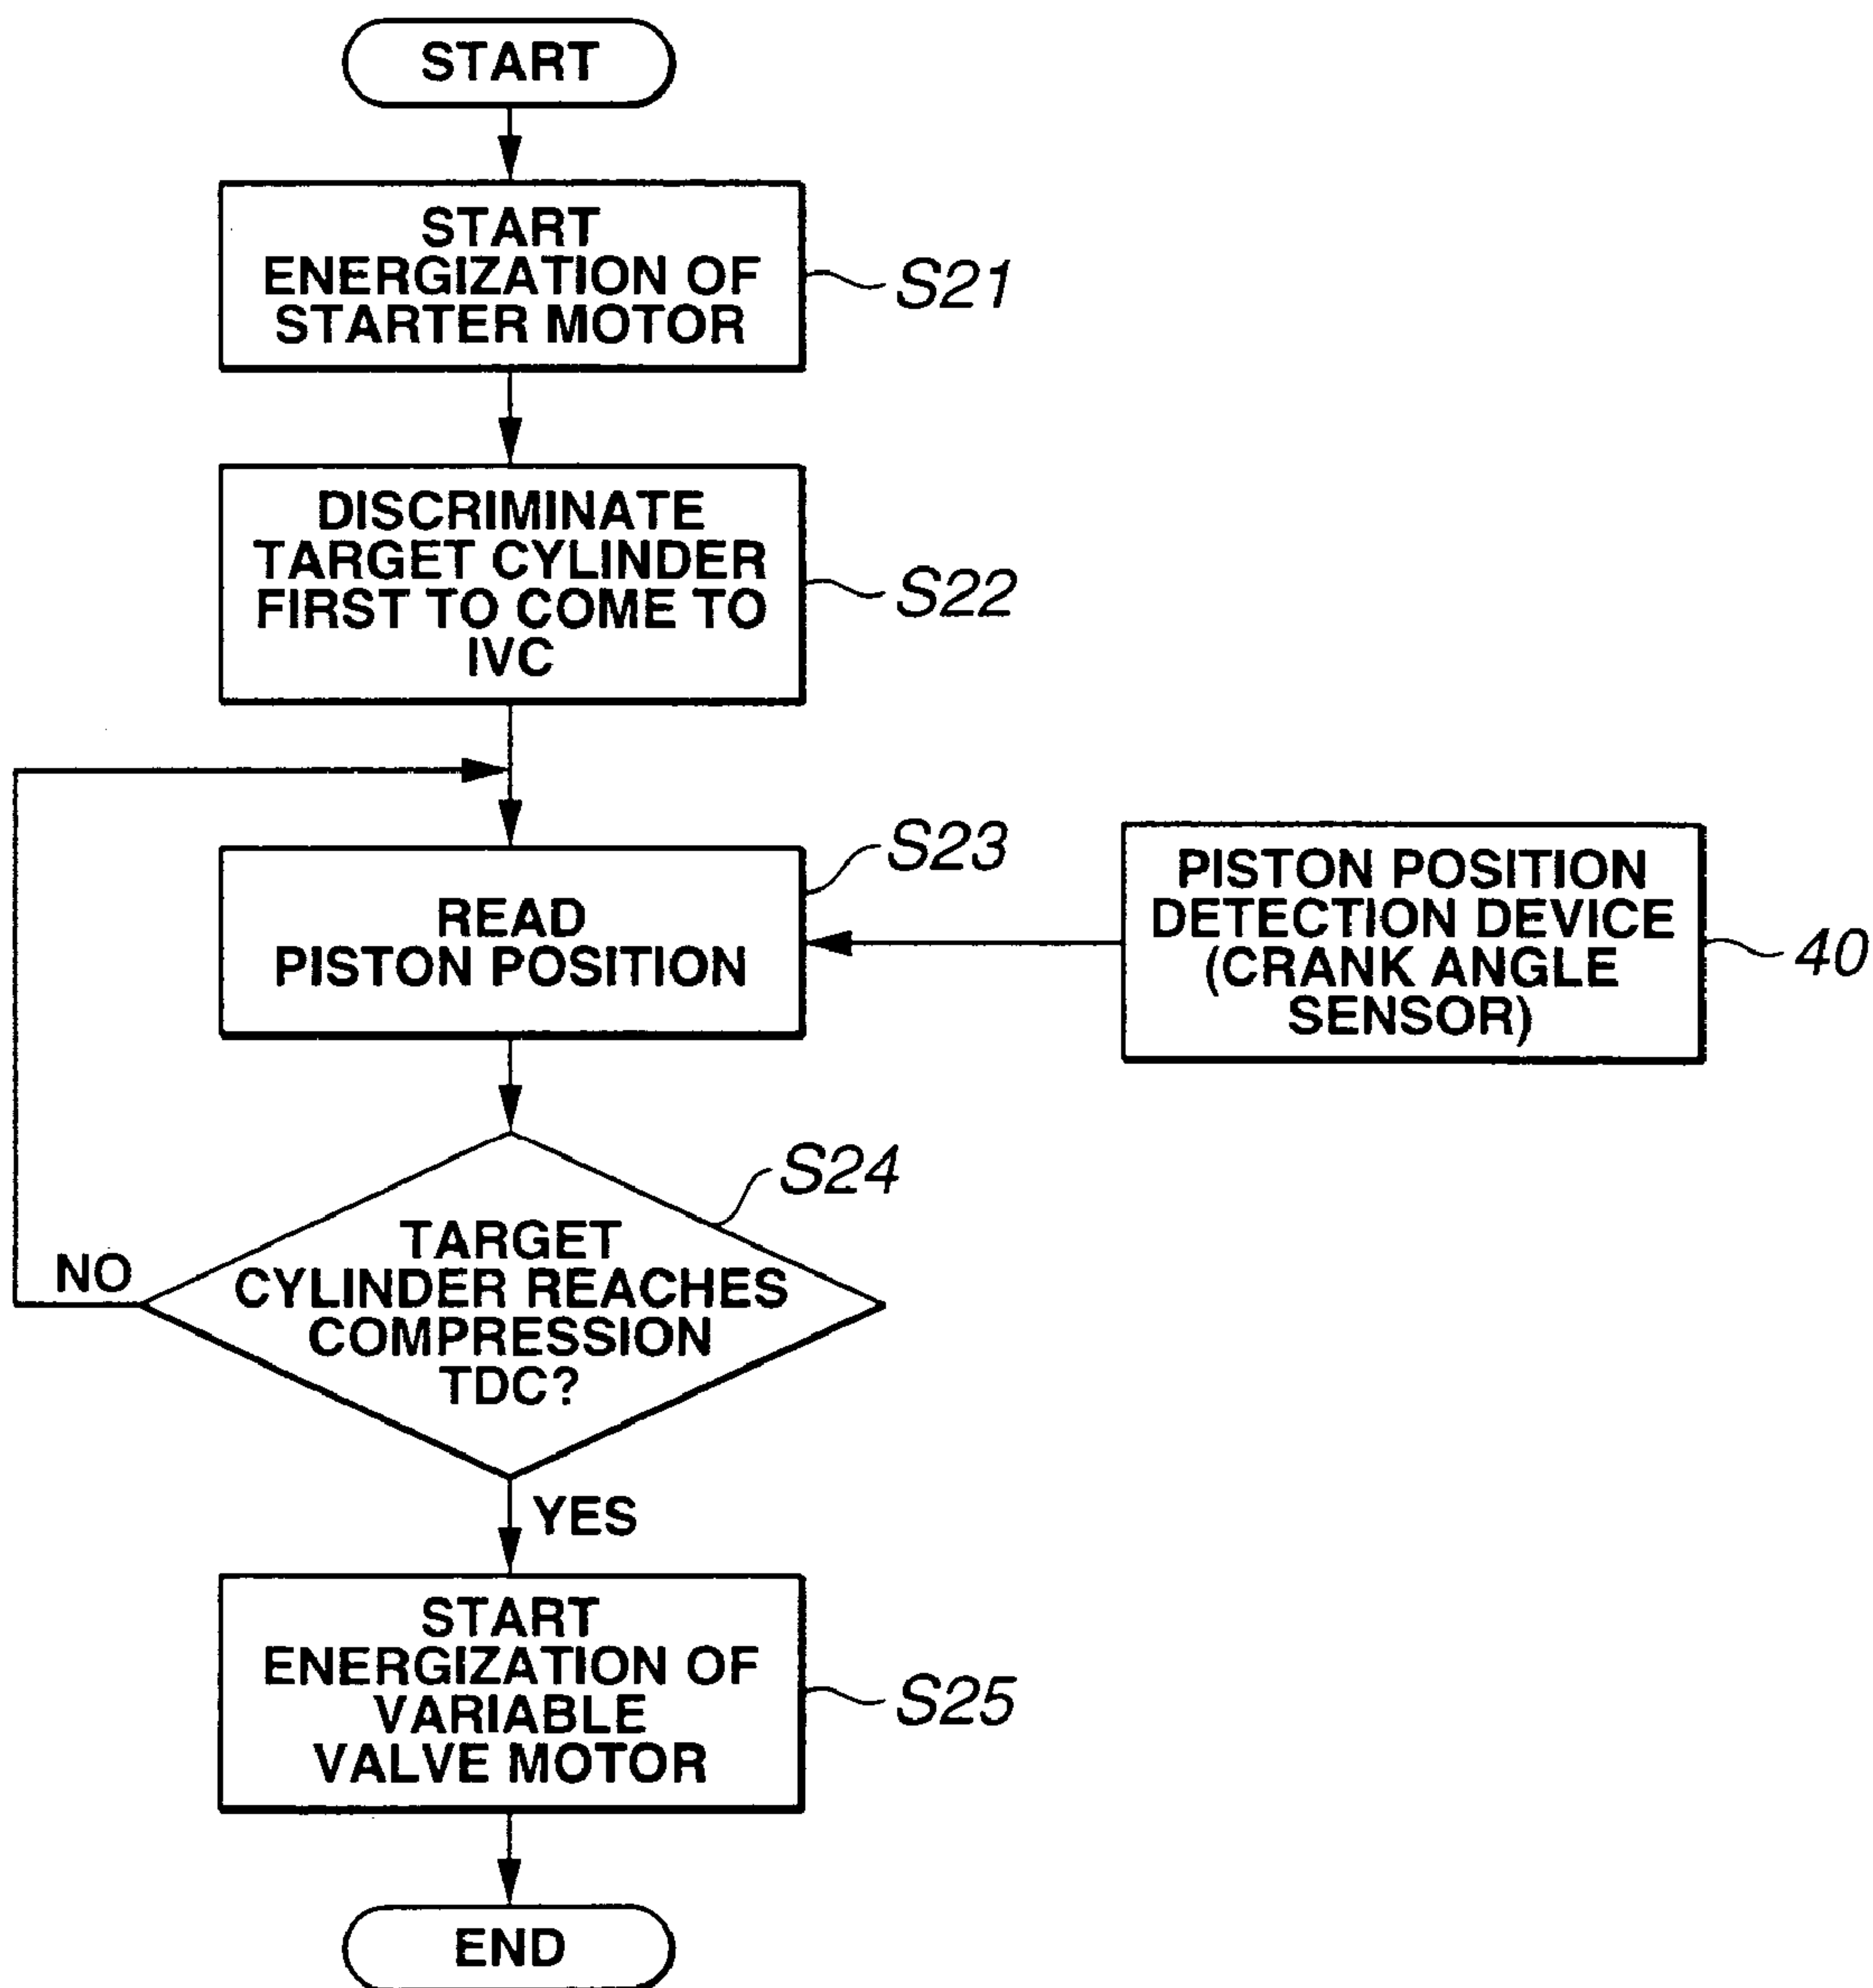 START
START
ENERGIZATION OF
STARTER MOTOR
S21
DISCRIMINATE
TARGET CYLINDER
FIRST TO COME TO
IVC
S22
READ
PISTON POSITION
S23
PISTON POSITION
DETECTION DEVICE
(CRANK ANGLE
SENSOR)
40
TARGET
CYLINDER REACHES
COMPRESSION
TDC?
S24
NO
YES
START
ENERGIZATION OF
VARIABLE
VALVE MOTOR
S25
END